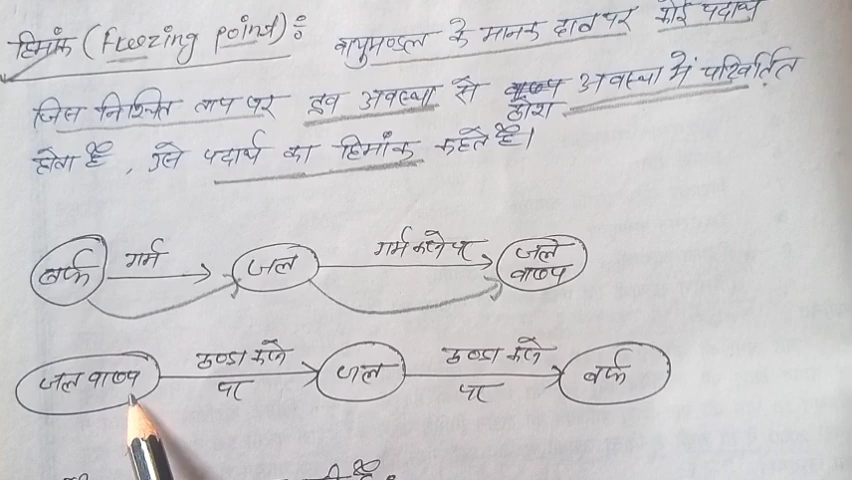 हिमांक (Freezing point) : वायुमण्डल के मानक दाब पर कोई पदार्थ
जिस निश्चित ताप पर द्रव अवस्था से ठोस अवस्था में परिवर्तित
होता है, उसे पदार्थ का हिमांक कहते है।
बर्फ गर्म जल गर्म करने पर जल वाष्प
जल वाष्प ठण्डा करने पर जल ठण्डा करने पर बर्फ